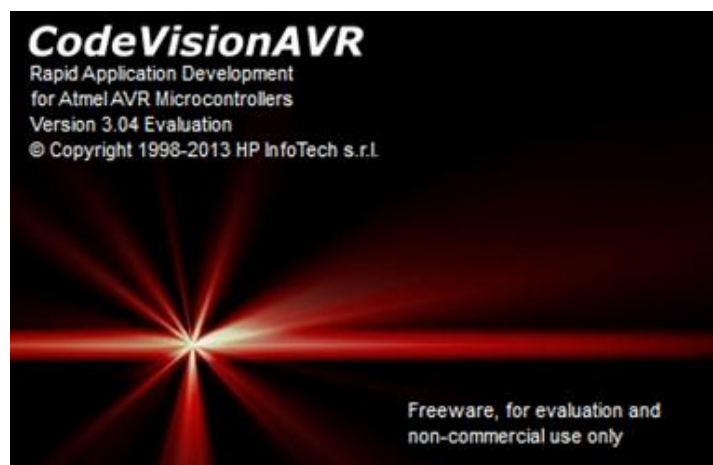 CodeVisionAVR
Rapid Application Development
for Atmel AVR Microcontrollers
Version 3.04 Evaluation
© Copyright 1998-2013 HP InfoTech s.r.l.
Freeware, for evaluation and
non-commercial use only